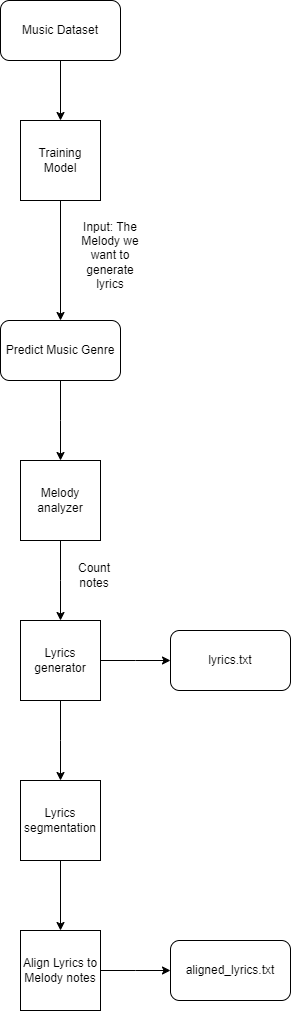 Music Dataset
Training
Model
Input: The
Melody we
want to
generate
lyrics
Predict Music Genre
Melody
analyzer
Count
notes
Lyrics
generator
lyrics.txt
Lyrics
segmentation
Align Lyrics to
Melody notes
aligned_lyrics.txt